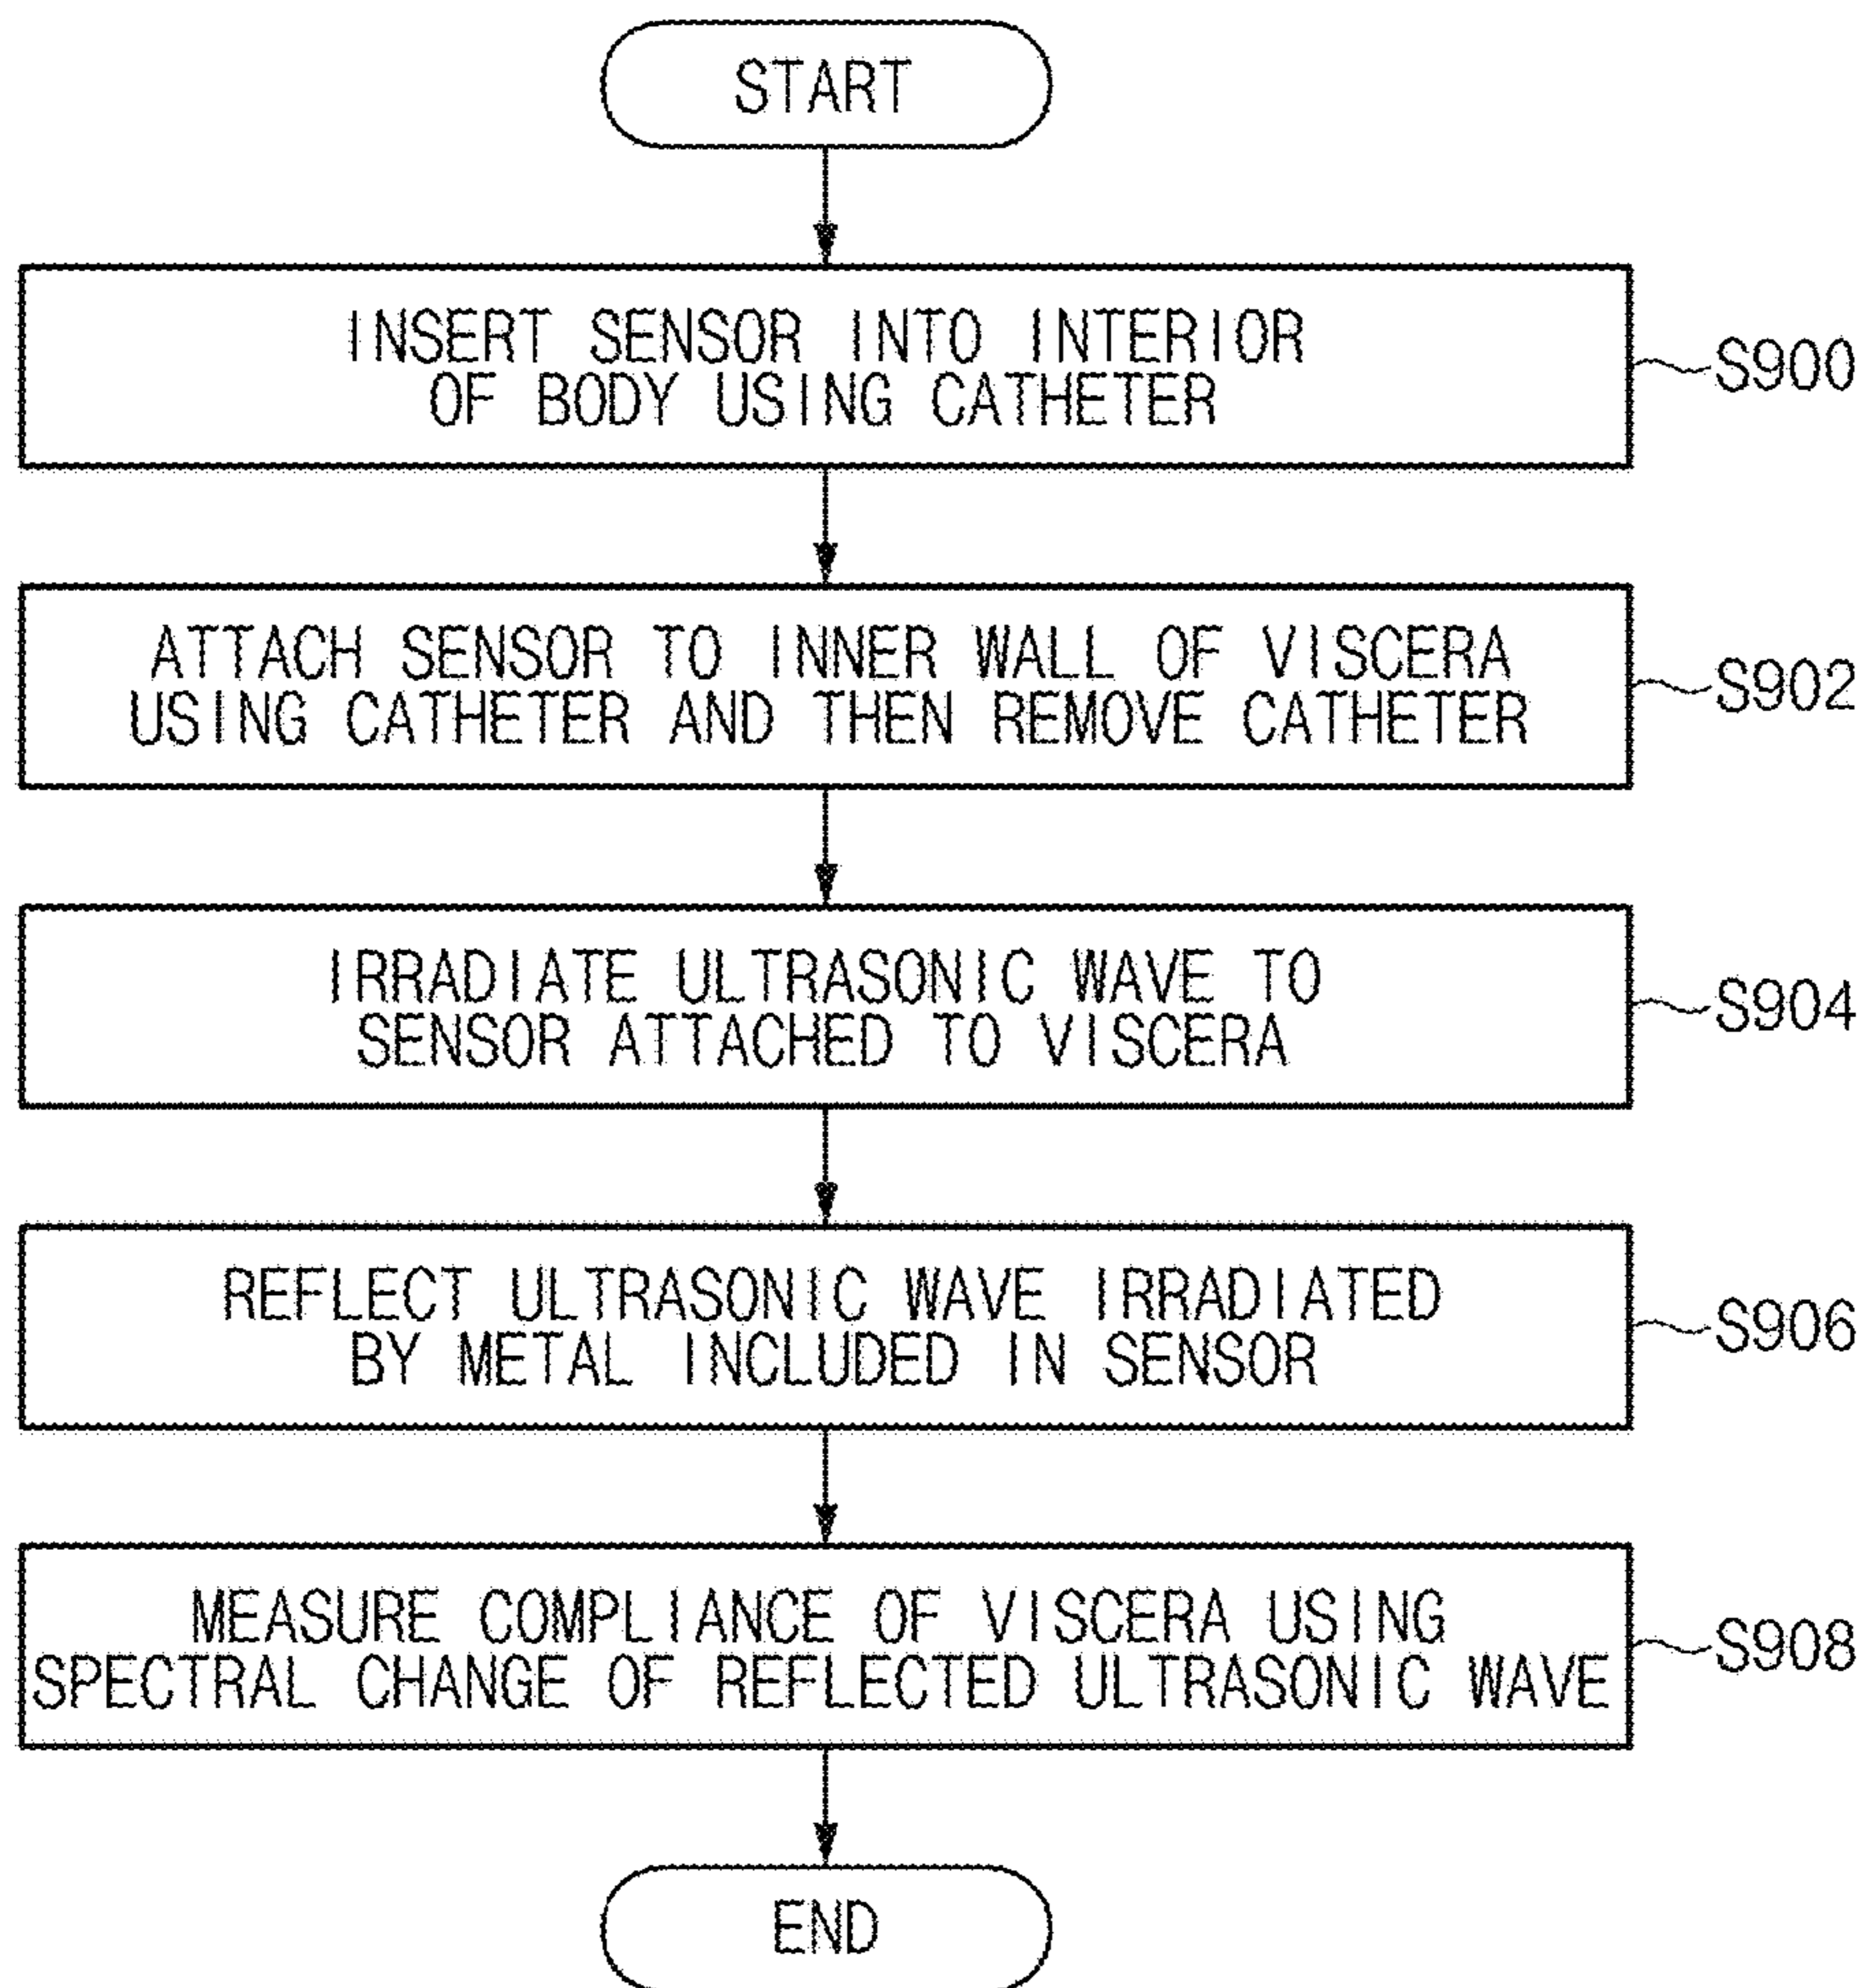 START
INSERT SENSOR INTO INTERIOR
OF BODY USING CATHETER
S900
ATTACH SENSOR TO INNER WALL OF VISCERA
USING CATHETER AND THEN REMOVE CATHETER
S902
IRRADIATE ULTRASONIC WAVE TO
SENSOR ATTACHED TO VISCERA
S904
REFLECT ULTRASONIC WAVE IRRADIATED
BY METAL INCLUDED IN SENSOR
S906
MEASURE COMPLIANCE OF VISCERA USING
SPECTRAL CHANGE OF REFLECTED ULTRASONIC WAVE
S908
END